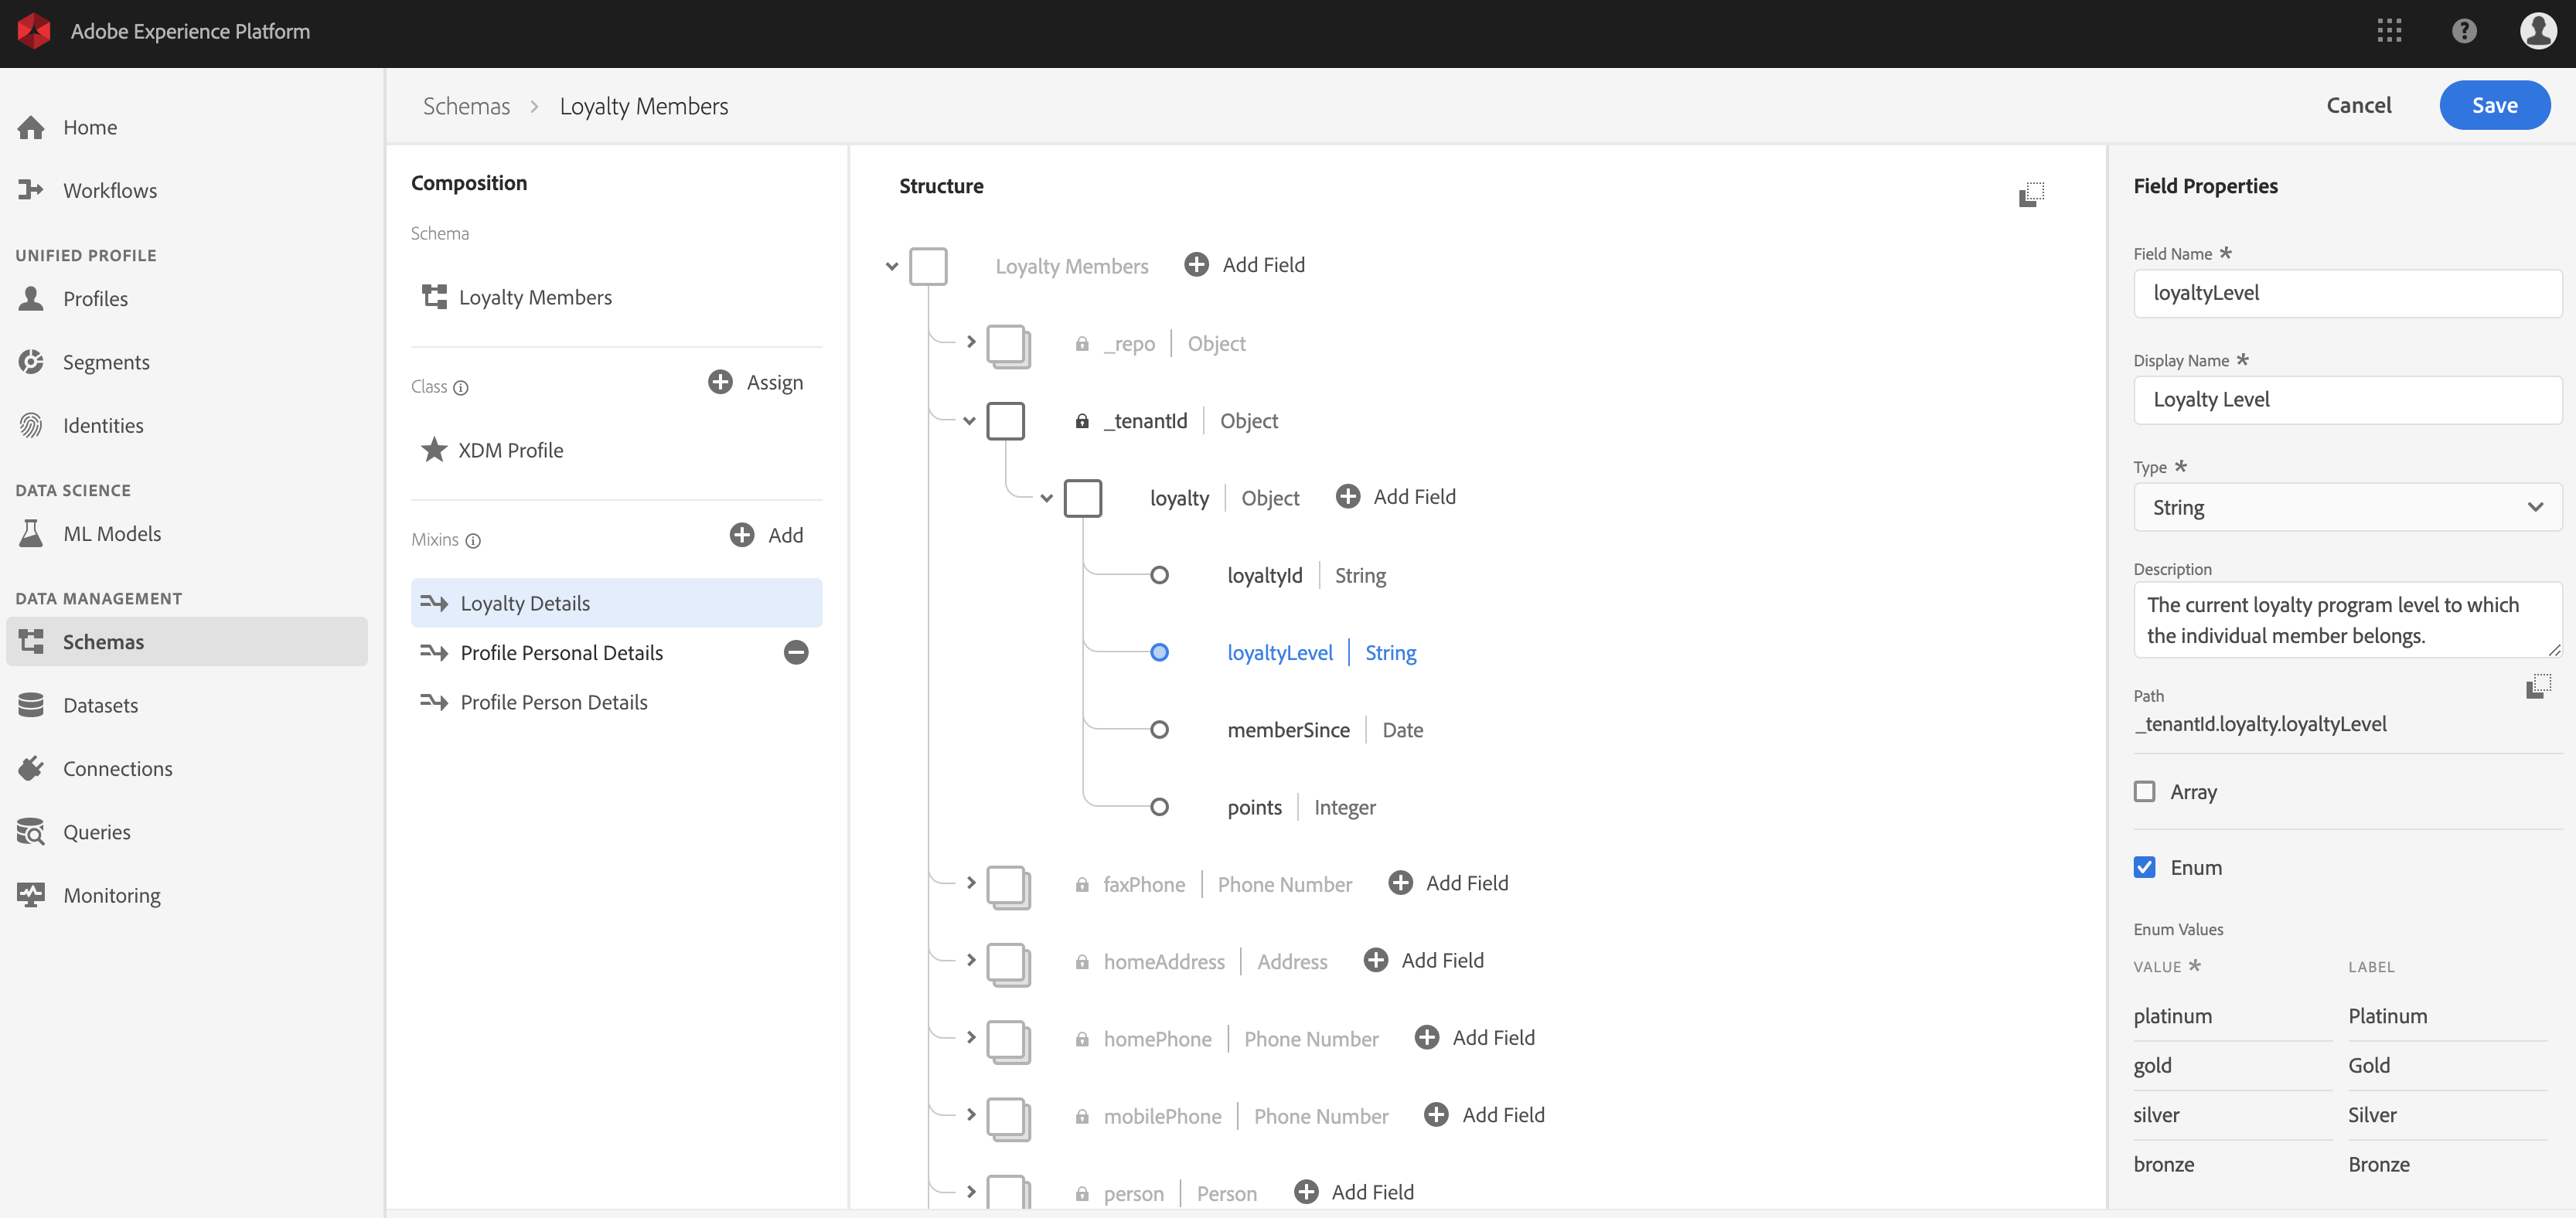 Adobe Experience Platform
?
Home
Workflows
UNIFIED PROFILE
Profiles
Segments
Identities
DATA SCIENCE
ML Models
DATA MANAGEMENT
Schemas
Datasets
Connections
Queries
Monitoring
Schemas > Loyalty Members
Cancel
Save
Composition
Schema
Loyalty Members
Class
Assign
XDM Profile
Mixins
Add
Loyalty Details
Profile Personal Details
Profile Person Details
Structure
Loyalty Members Add Field
_repo | Object
_tenantId | Object
loyalty | Object Add Field
loyaltyId | String
loyaltyLevel | String
memberSince | Date
points | Integer
faxPhone | Phone Number Add Field
homeAddress | Address Add Field
homePhone | Phone Number Add Field
mobilePhone | Phone Number Add Field
person | Person Add Field
Field Properties
Field Name *
loyaltyLevel
Display Name *
Loyalty Level
Type *
String
Description
The current loyalty program level to which
the individual member belongs.
Path
_tenantId.loyalty.loyaltyLevel
Array
Enum
Enum Values
VALUE * LABEL
platinum Platinum
gold Gold
silver Silver
bronze Bronze